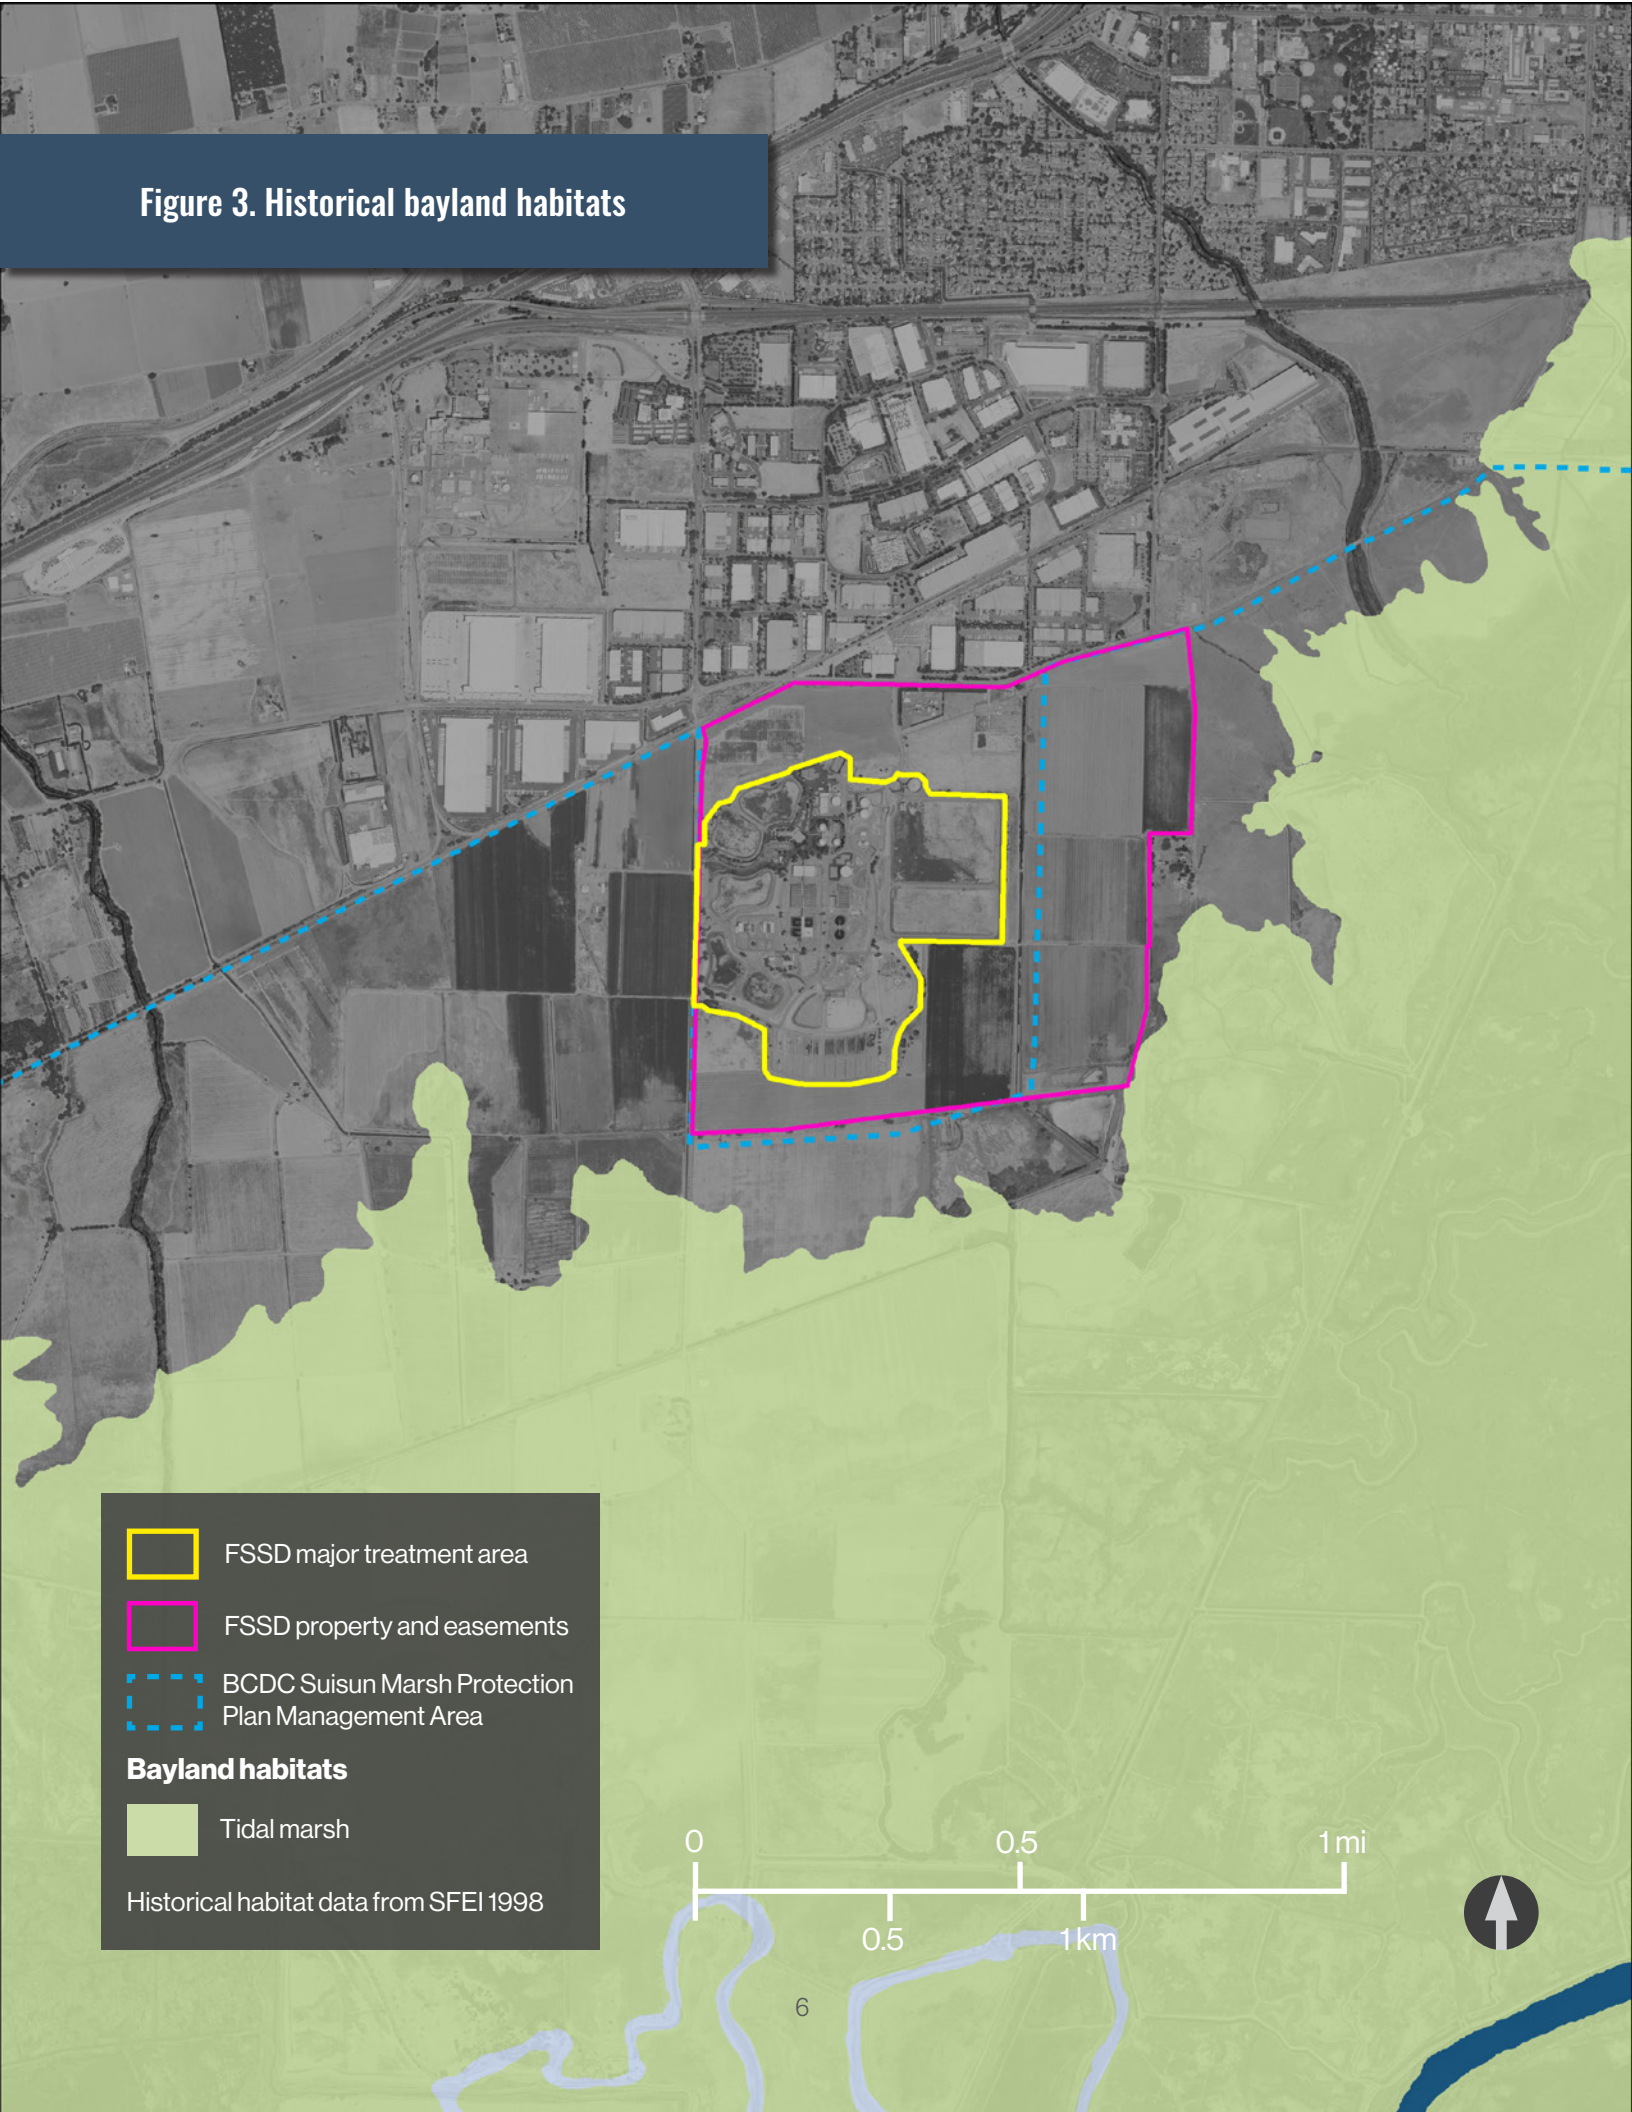 Figure 3. Historical bayland habitats
FSSD major treatment area
FSSD property and easements
BCDC Suisun Marsh Protection
Plan Management Area
Bayland habitats
Tidal marsh
Historical habitat data from SFEI 1998
0 0.5 1 mi
0.5 1 km
6